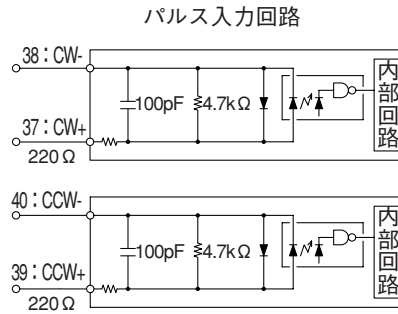 パルス入力回路
38：CW-
100pF
4.7kΩ
内部回路
37：CW+
220Ω
40：CCW-
100pF
4.7kΩ
内部回路
39：CCW+
220Ω